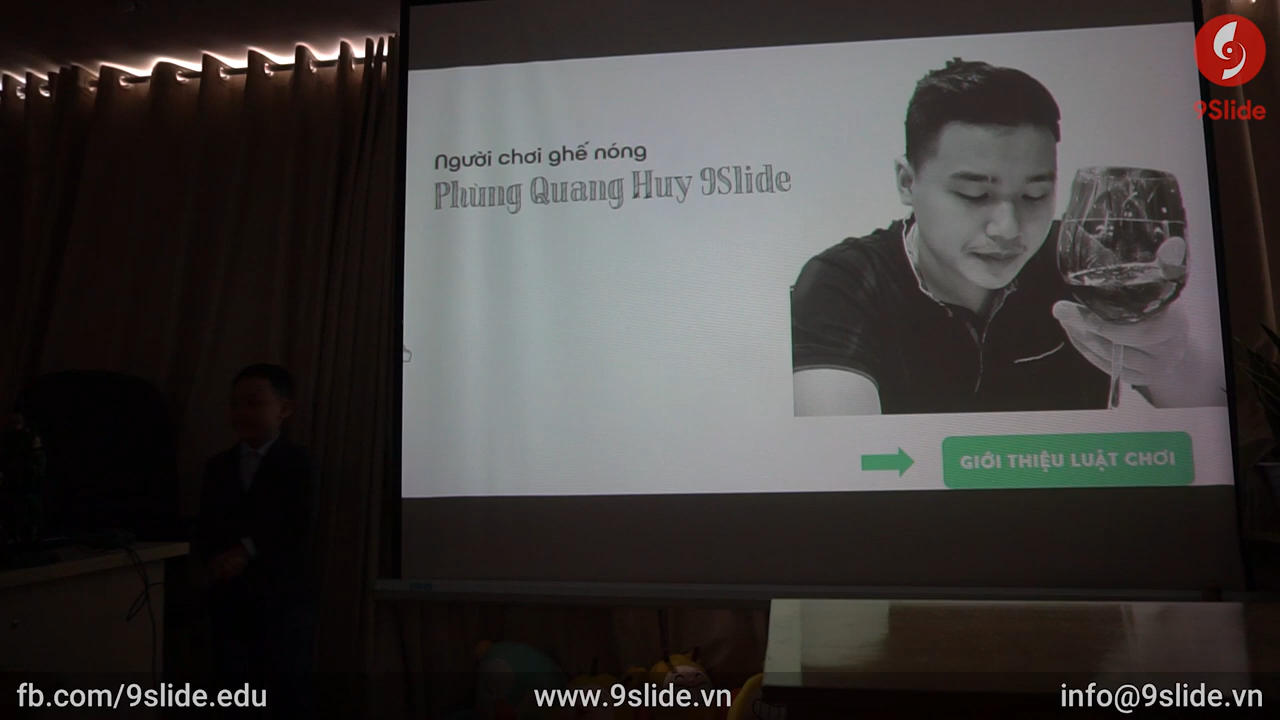 9Slide
Người chơi ghế nóng
Phùng Quang Huy 9Slide
GIỚI THIỆU LUẬT CHƠI
fb.com/9slide.edu
www.9slide.vn
info@9slide.vn